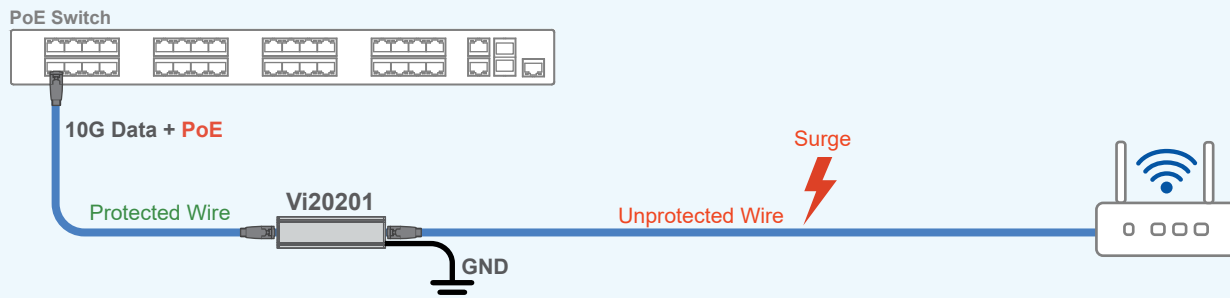 PoE Switch
10G Data + PoE
Surge
Protected Wire
Vi20201
Unprotected Wire
GND